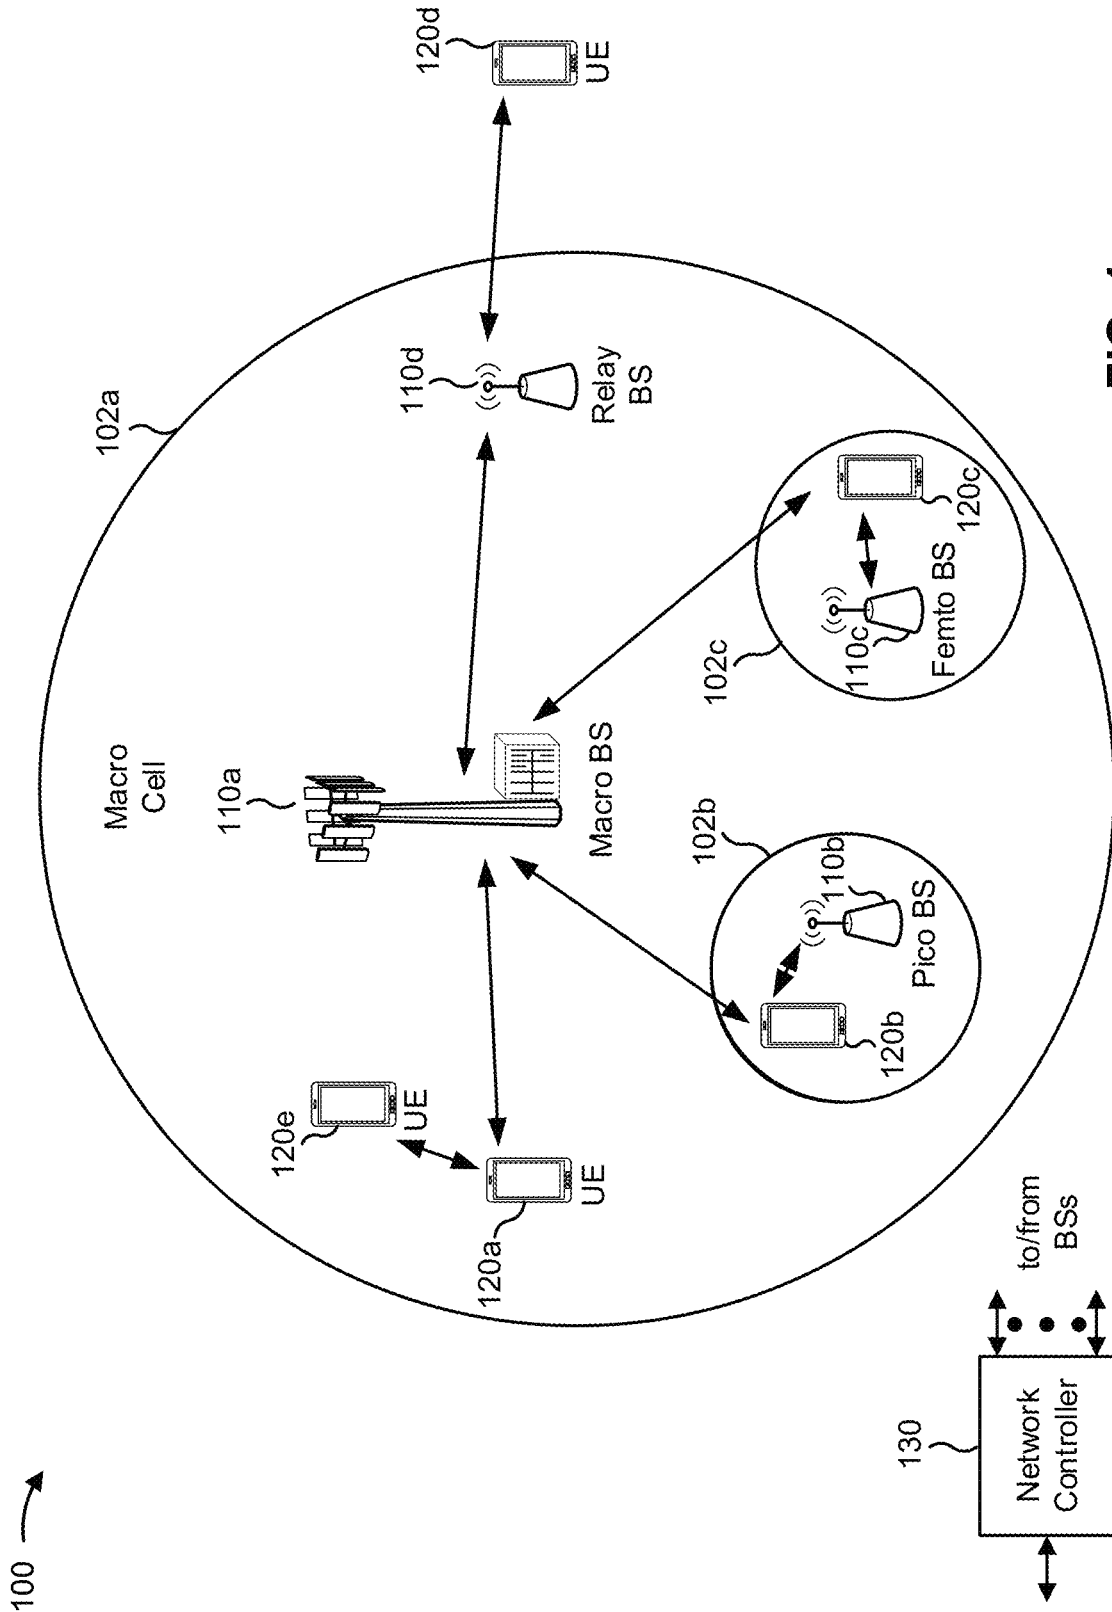 100
102a
Macro
Cell
110a
120e
UE
110d
120d
120a
UE
UE
Macro BS
Relay
BS
102b
102c
110b
110c
120b
130
Pico BS
Femto BS
120c
Network
Controller
to/from
BSs